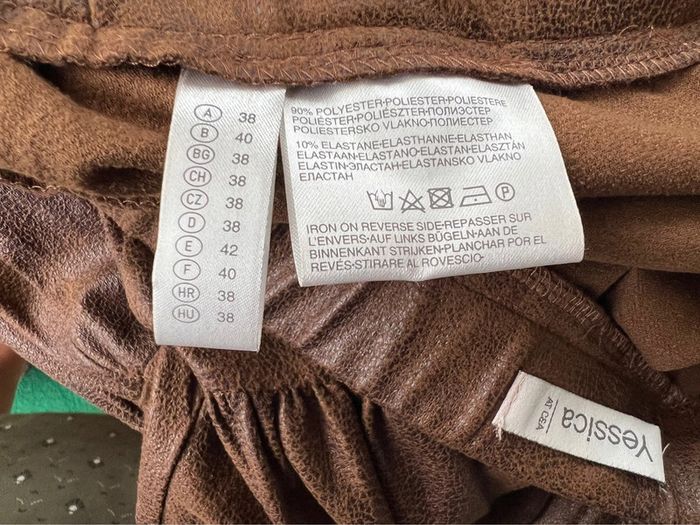 A 38
B 40
BG 38
CH 38
CZ 38
D 38
E 42
F 40
HR 38
HU 38
90% POLYESTER·POLIESTER·POLIESTERE
POLIÉSTER·POLIÉSZTER·ПОЛИЭСТЕР
POLIESTERSKO VLAKNO·ПОЛИЕСТЕР
10% ELASTANE·ELASTHANNE·ELASTHAN
ELASTAAN·ELASTANO·ELASTAN·ELASZTÁN
ELASTIN·ЭЛАСТАН·ELASTANSKO VLAKNO
ЕЛАСТАН
P
IRON ON REVERSE SIDE·REPASSER SUR
L'ENVERS·AUF LINKS BÜGELN·AAN DE
BINNENKANT STRIJKEN·PLANCHAR POR EL
REVÉS·STIRARE AL ROVESCIO·
Yessica
AT C&A